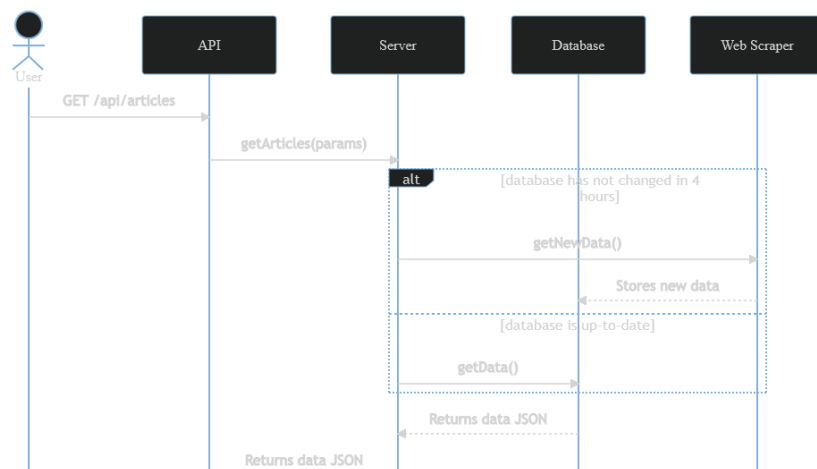 API
Server
Database
Web Scraper
User
GET /api/articles
getArticles(params)
alt
[database has not changed in 4
hours]
getNewData()
Stores new data
[database is up-to-date]
getData()
Returns data JSON
Returns data JSON